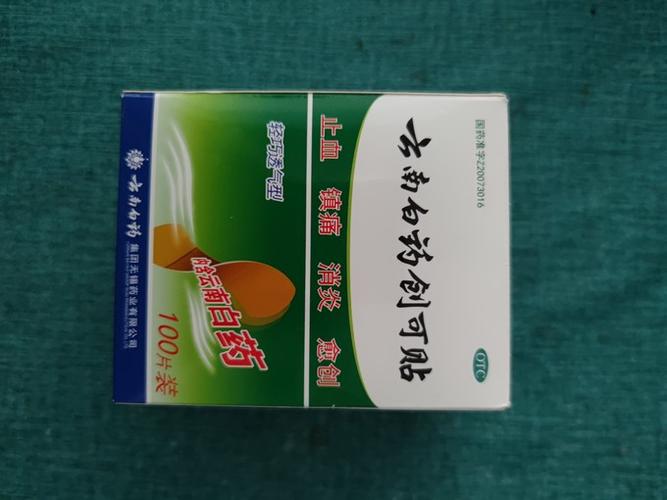 国药准字Z20073016
云南白药创可贴
OTC
止血 镇痛 消炎 愈创
轻巧透气型
含云南白药
100片装
云南白药集团无锡药业有限公司